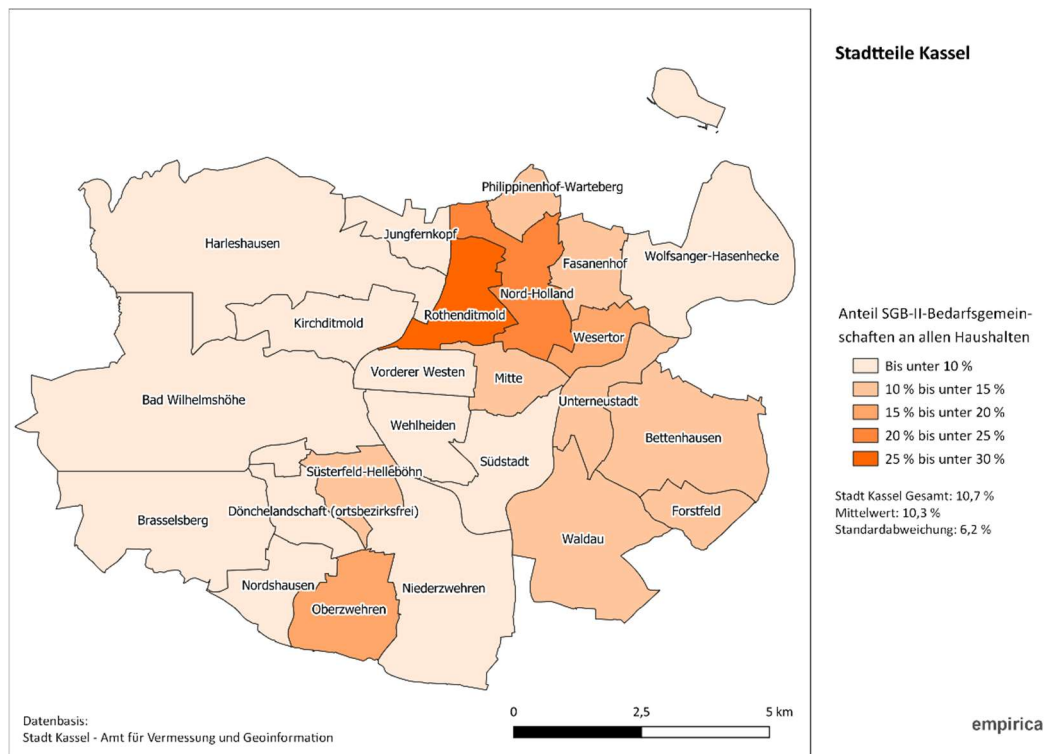 Stadtteile Kassel
Philippinenhof-Warteberg
Jungfernkopf
Harleshausen
Wolfsanger-Hasenhecke
Fasanenhof
Nord-Holland
Rothenditmold
Kirchditmold
Wesertor
Vorderer Westen
Mitte
Bad Wilhelmshöhe
Unterneustadt
Wehlheiden
Bettenhausen
Südstadt
Süsterfeld-Helleböhn
Dönchelandschaft (ortsbezirksfrei)
Forstfeld
Brasselsberg
Waldau
Nordshausen
Niederzwehren
Oberzwehren
Anteil SGB-II-Bedarfsgemein-
schaften an allen Haushalten
Bis unter 10 %
10 % bis unter 15 %
15 % bis unter 20 %
20 % bis unter 25 %
25 % bis unter 30 %
Stadt Kassel Gesamt: 10,7 %
Mittelwert: 10,3 %
Standardabweichung: 6,2 %
0 2,5 5 km
Datenbasis:
Stadt Kassel - Amt für Vermessung und Geoinformation
empirica